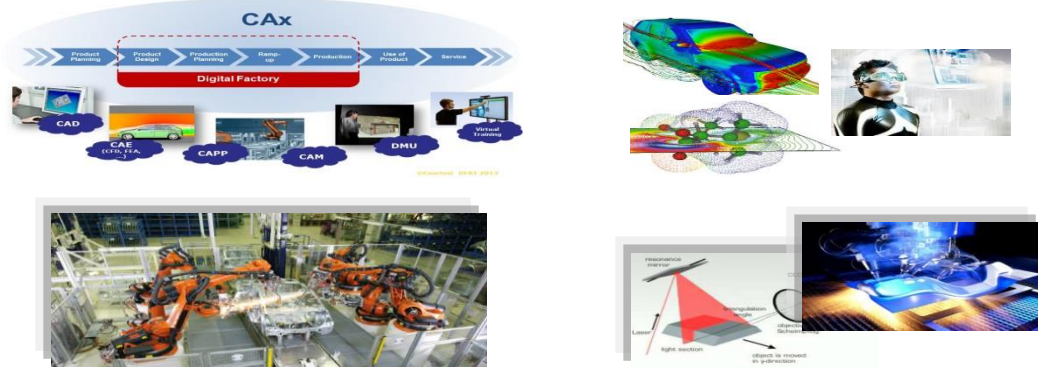 CAx
Product
Planning
Product
Design
Production
Planning
Ramp-
up
Production
Use of
Product
Service
Digital Factory
CAD
CAE
(CFD, FEA,
...)
CAPP
CAM
DMU
Virtual
Training
resonance
mirror
triangulation
angle
Laser
Scheimpflug
light section
object is moved
in y-direction